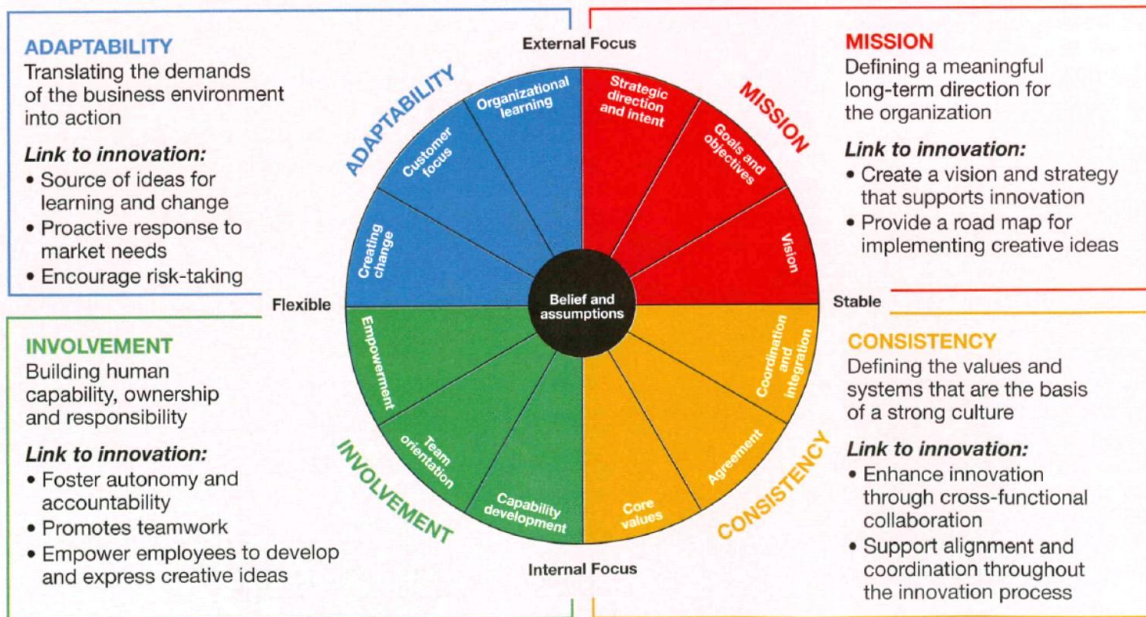 ADAPTABILITY
Translating the demands
of the business environment
into action
Link to innovation:
• Source of ideas for
learning and change
• Proactive response to
market needs
• Encourage risk-taking
External Focus
MISSION
Defining a meaningful
long-term direction for
the organization
Link to innovation:
• Create a vision and strategy
that supports innovation
• Provide a road map for
implementing creative ideas
ADAPTABILITY
MISSION
Creating
change
Customer
focus
Organizational
learning
Strategic
direction
and intent
Goals and
objectives
Vision
Flexible
Belief and
assumptions
Stable
INVOLVEMENT
Building human
capability, ownership
and responsibility
Link to innovation:
• Foster autonomy and
accountability
• Promotes teamwork
• Empower employees to develop
and express creative ideas
Empowerment
Team
orientation
Capability
development
Core
values
Agreement
Coordination
and
integration
INVOLVEMENT
CONSISTENCY
Internal Focus
CONSISTENCY
Defining the values and
systems that are the basis
of a strong culture
Link to innovation:
• Enhance innovation
through cross-functional
collaboration
• Support alignment and
coordination throughout
the innovation process